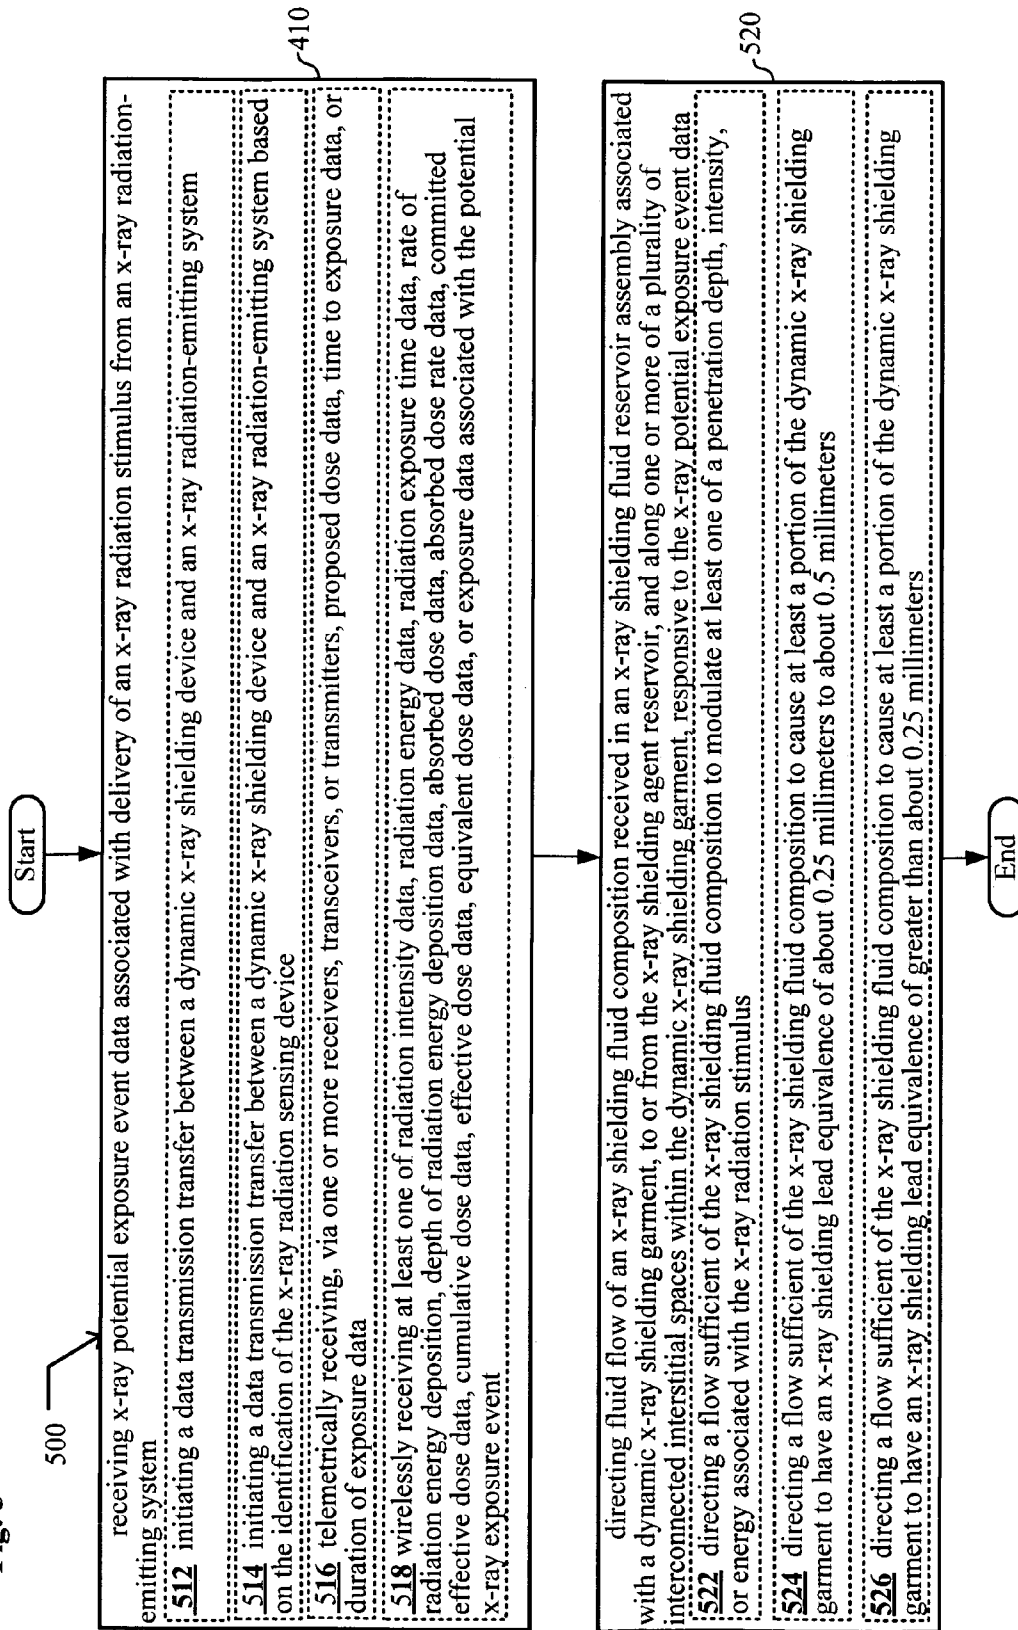 500
Start
receiving x-ray potential exposure event data associated with delivery of an x-ray radiation stimulus from an x-ray radiation-
emitting system
512 initiating a data transmission transfer between a dynamic x-ray shielding device and an x-ray radiation-emitting system
514 initiating a data transmission transfer between a dynamic x-ray shielding device and an x-ray radiation-emitting system based
on the identification of the x-ray radiation sensing device
516 telemetrically receiving, via one or more receivers, transceivers, or transmitters, proposed dose data, time to exposure data, or
duration of exposure data
518 wirelessly receiving at least one of radiation intensity data, radiation energy data, radiation exposure time data, rate of
radiation energy deposition, depth of radiation energy deposition data, absorbed dose data, absorbed dose rate data, committed
effective dose data, cumulative dose data, effective dose data, equivalent dose data, or exposure data associated with the potential
x-ray exposure event
410
directing fluid flow of an x-ray shielding fluid composition received in an x-ray shielding fluid reservoir assembly associated
with a dynamic x-ray shielding garment, to or from the x-ray shielding agent reservoir, and along one or more of a plurality of
interconnected interstitial spaces within the dynamic x-ray shielding garment, responsive to the x-ray potential exposure event data
522 directing a flow sufficient of the x-ray shielding fluid composition to modulate at least one of a penetration depth, intensity,
or energy associated with the x-ray radiation stimulus
524 directing a flow sufficient of the x-ray shielding fluid composition to cause at least a portion of the dynamic x-ray shielding
garment to have an x-ray shielding lead equivalence of about 0.25 millimeters to about 0.5 millimeters
526 directing a flow sufficient of the x-ray shielding fluid composition to cause at least a portion of the dynamic x-ray shielding
garment to have an x-ray shielding lead equivalence of greater than about 0.25 millimeters
520
End